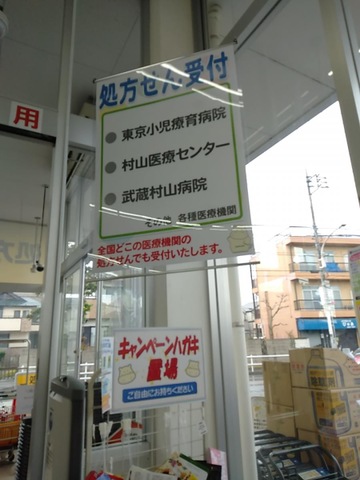 処方せん受付
東京小児療育病院
村山医療センター
武蔵村山病院
その他 各種医療機関
全国どこの医療機関の
処方せんでも受付いたします。
用
キャンペーンハガキ
置場
ご自由にお持ちください